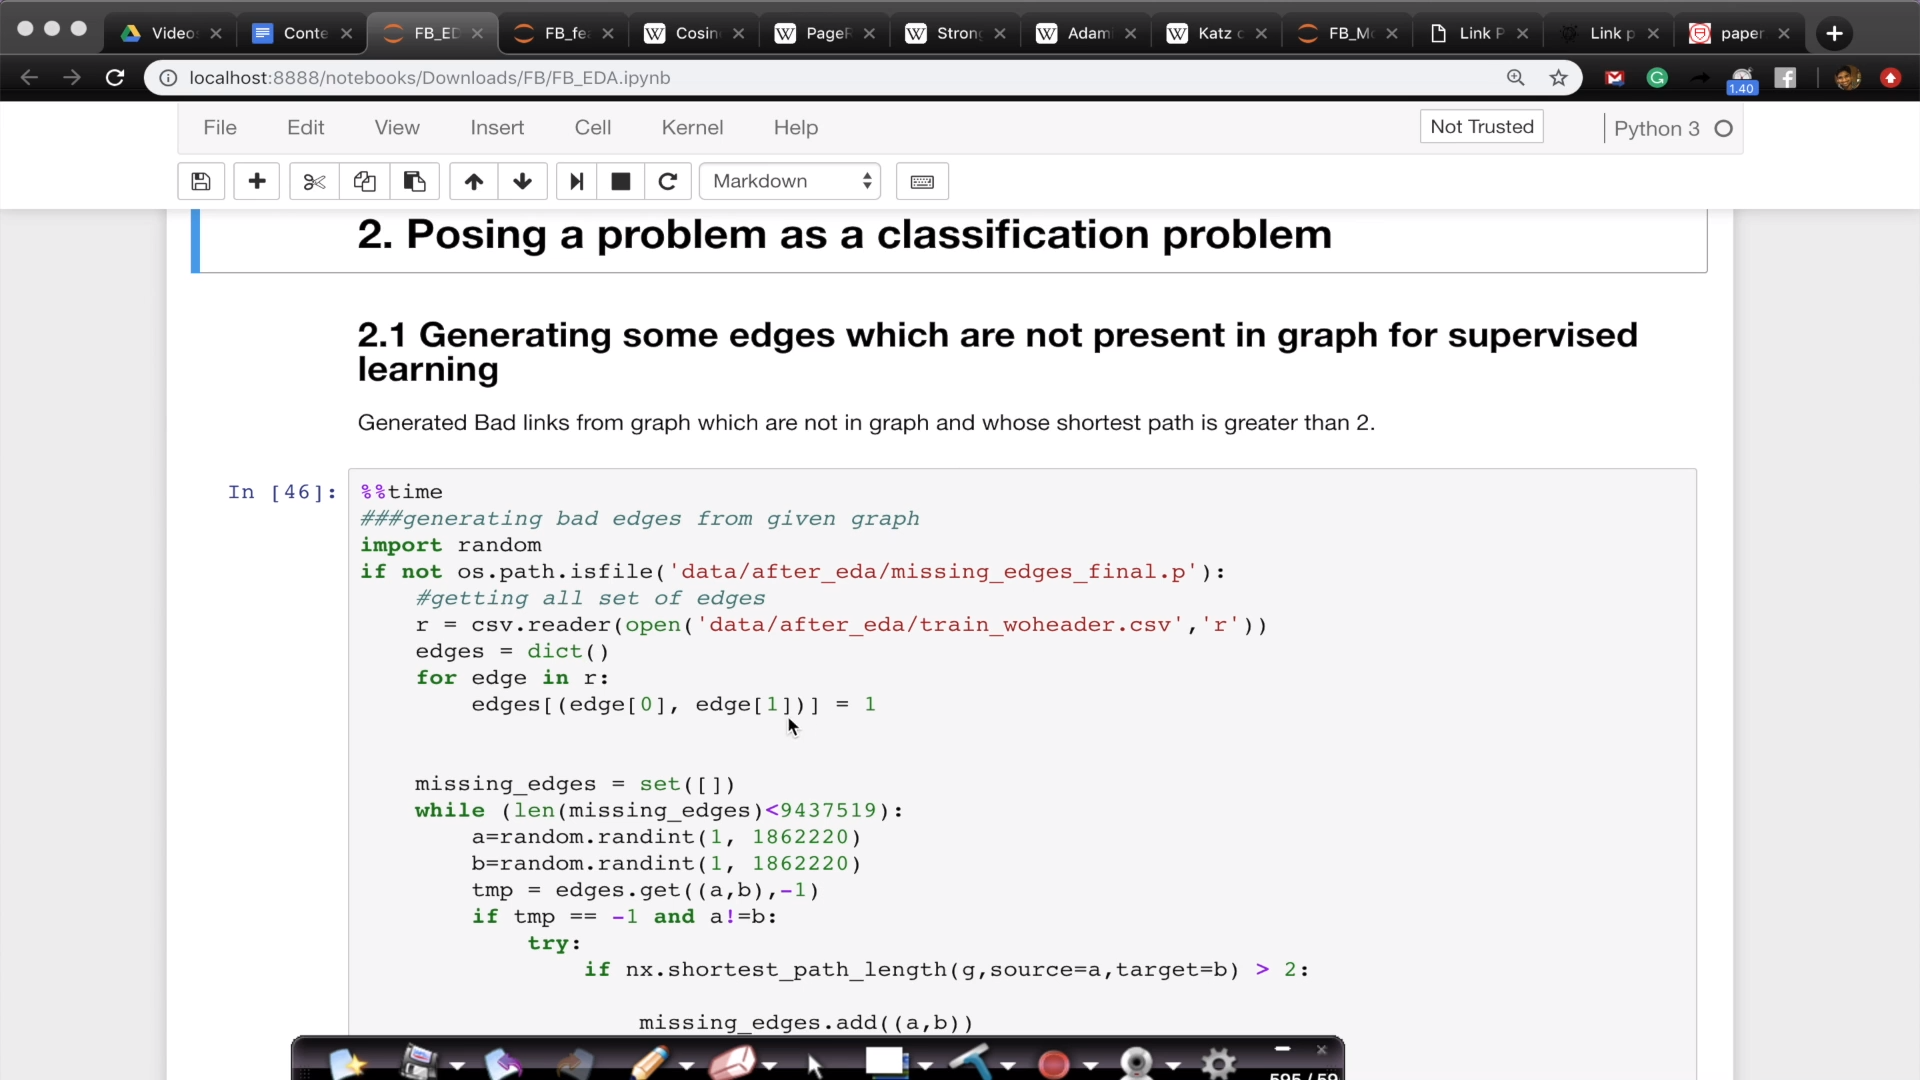 Video
Conte
FB_ED
FB_fe
Cosin
PageR
Strong
Adami
Katz c
FB_Mo
Link P
Link p
paper
localhost:8888/notebooks/Downloads/FB/FB_EDA.ipynb
1.40
File Edit View Insert Cell Kernel Help
Not Trusted
Python 3
Markdown
2. Posing a problem as a classification problem
2.1 Generating some edges which are not present in graph for supervised
learning
Generated Bad links from graph which are not in graph and whose shortest path is greater than 2.
In [46]:
%%time
###generating bad edges from given graph
import random
if not os.path.isfile('data/after_eda/missing_edges_final.p'):
    #getting all set of edges
    r = csv.reader(open('data/after_eda/train_woheader.csv','r'))
    edges = dict()
    for edge in r:
        edges[(edge[0], edge[1])] = 1
    missing_edges = set([])
    while (len(missing_edges)<9437519):
        a=random.randint(1, 1862220)
        b=random.randint(1, 1862220)
        tmp = edges.get((a,b),-1)
        if tmp == -1 and a!=b:
            try:
                if nx.shortest_path_length(g,source=a,target=b) > 2:
                    missing_edges.add((a,b))